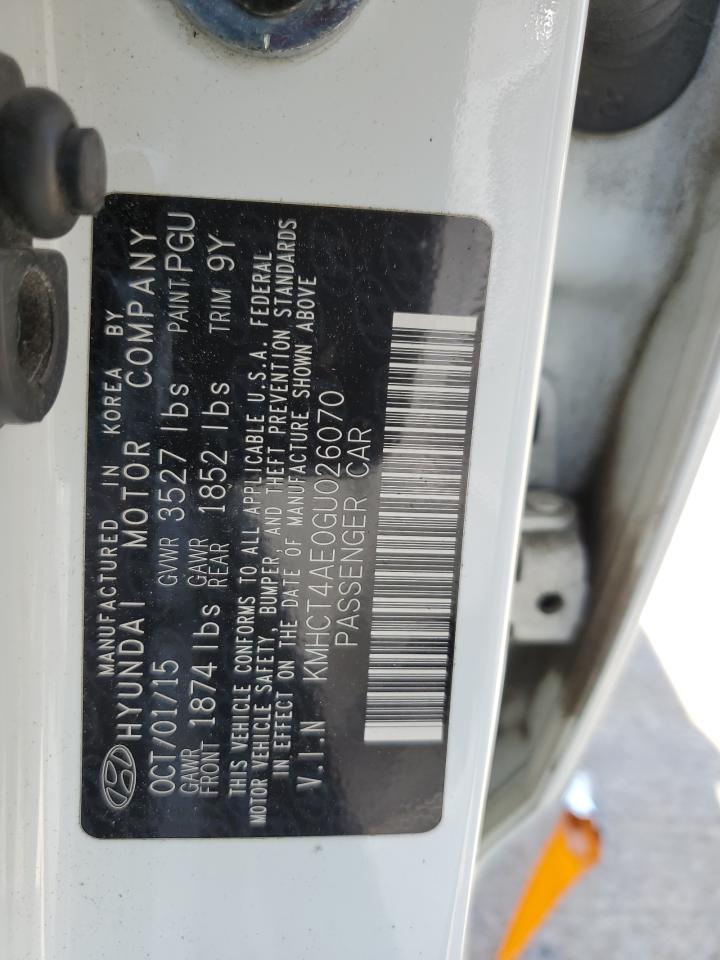 MANUFACTURED IN KOREA BY
HYUNDAI MOTOR COMPANY
OCT/01/15 GVWR 3527 lbs PAINT PGU
GAWR FRONT 1874 lbs GAWR REAR 1852 lbs TRIM 9Y
THIS VEHICLE CONFORMS TO ALL APPLICABLE U.S.A. FEDERAL
MOTOR VEHICLE SAFETY, BUMPER AND THEFT PREVENTION STANDARDS
IN EFFECT ON THE DATE OF MANUFACTURE SHOWN ABOVE
V.I.N KMHCT4AE0GU026070
PASSENGER CAR